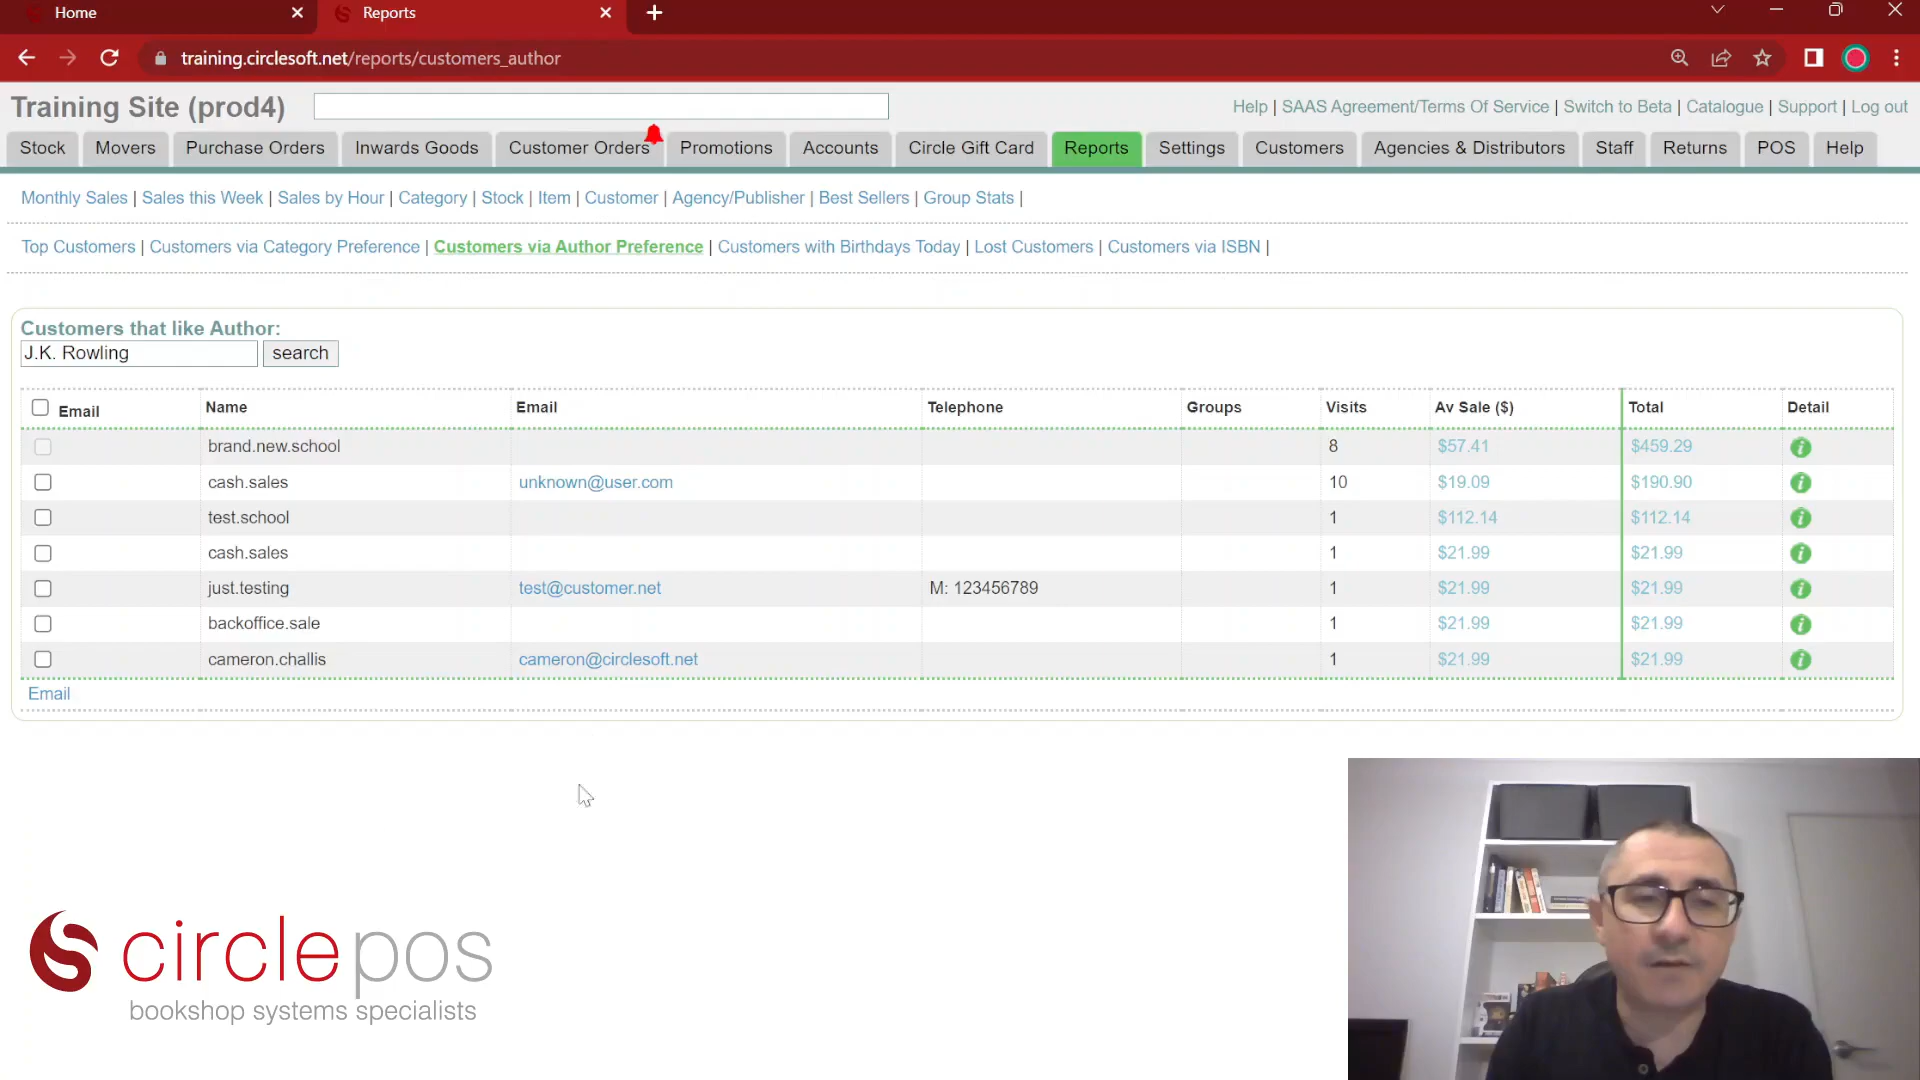 Home
Reports
training.circlesoft.net/reports/customers_author
Training Site (prod4)
Help | SAAS Agreement/Terms Of Service | Switch to Beta | Catalogue | Support | Log out
Stock Movers Purchase Orders Inwards Goods Customer Orders Promotions Accounts Circle Gift Card Reports Settings Customers Agencies & Distributors Staff Returns POS Help
Monthly Sales | Sales this Week | Sales by Hour | Category | Stock | Item | Customer | Agency/Publisher | Best Sellers | Group Stats |
Top Customers | Customers via Category Preference | Customers via Author Preference | Customers with Birthdays Today | Lost Customers | Customers via ISBN |
Customers that like Author:
J.K. Rowling search
Email Name Email Telephone Groups Visits Av Sale ($) Total Detail
brand.new.school 8 $57.41 $459.29
cash.sales unknown@user.com 10 $19.09 $190.90
test.school 1 $112.14 $112.14
cash.sales 1 $21.99 $21.99
just.testing test@customer.net M: 123456789 1 $21.99 $21.99
backoffice.sale 1 $21.99 $21.99
cameron.challis cameron@circlesoft.net 1 $21.99 $21.99
Email
circlepos
bookshop systems specialists